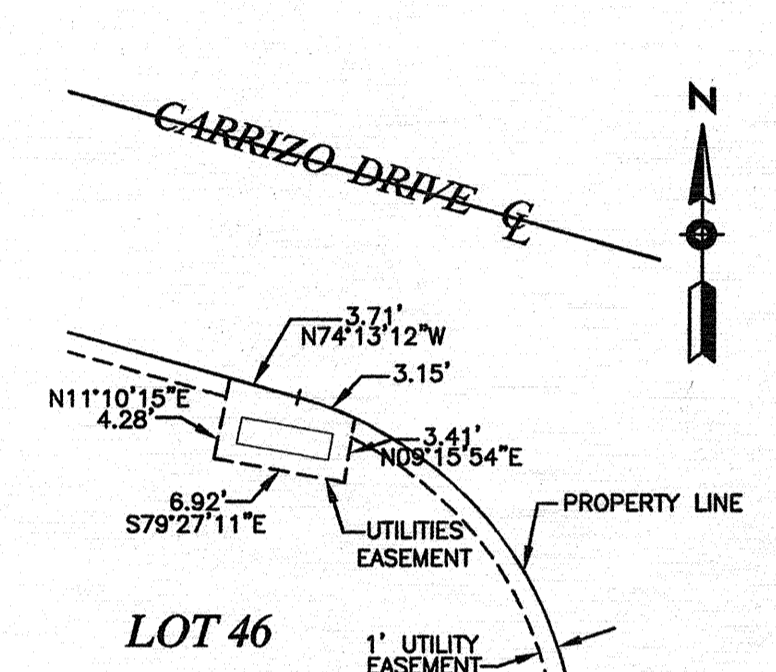 N
CARRIZO DRIVE ℄
3.71'
N74°13'12"W
3.15'
N11°10'15"E
4.28'
3.41'
N09°15'54"E
6.92'
S79°27'11"E
PROPERTY LINE
UTILITIES
EASEMENT
LOT 46
1' UTILITY
EASEMENT